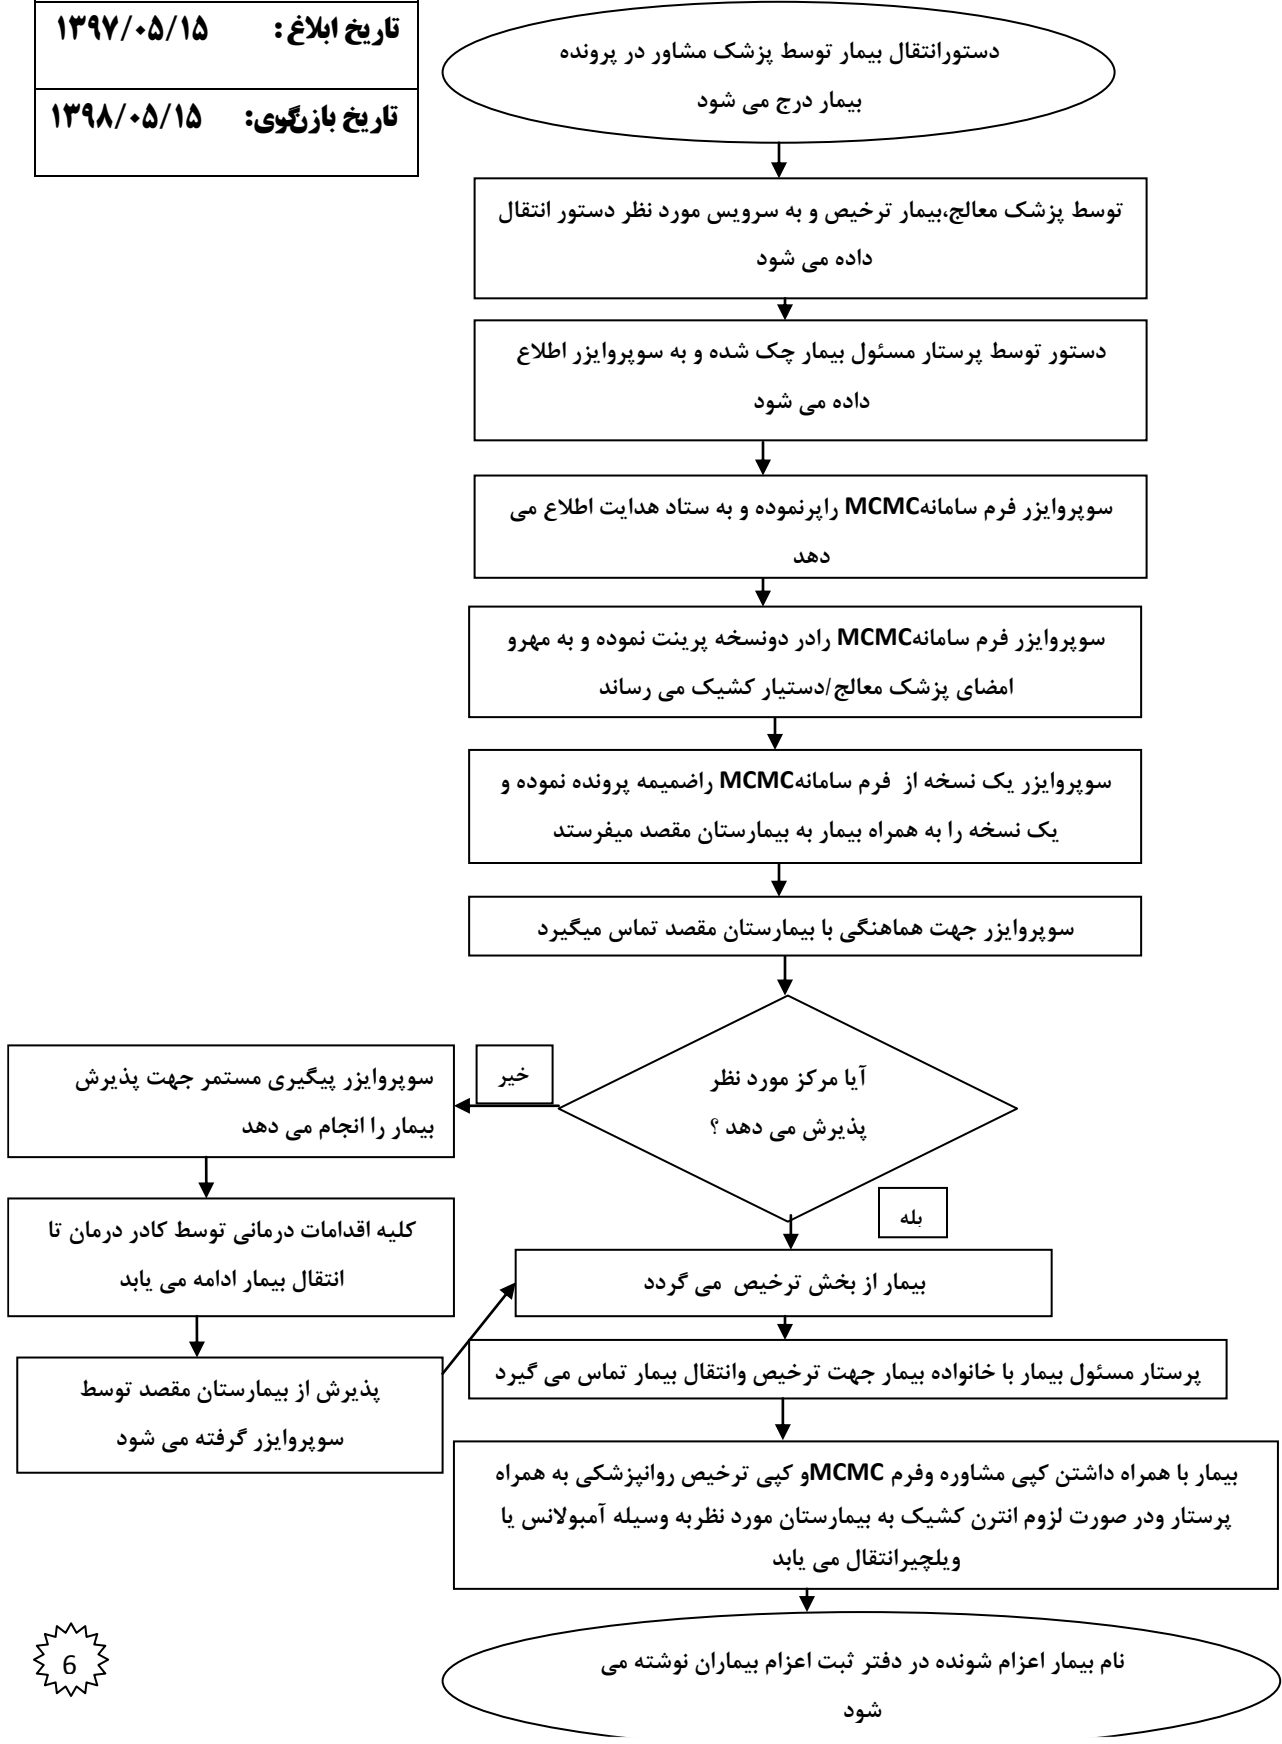 تاریخ ابلاغ : ۱۳۹۷/۰۵/۱۵
تاریخ بازنگری: ۱۳۹۸/۰۵/۱۵
دستورانتقال بیمار توسط پزشک مشاور در پرونده
بیمار درج می شود
توسط پزشک معالج،بیمار ترخیص و به سرویس مورد نظر دستور انتقال
داده می شود
دستور توسط پرستار مسئول بیمار چک شده و به سوپروایزر اطلاع
داده می شود
سوپروایزر فرم سامانهMCMC راپرنموده و به ستاد هدایت اطلاع می
دهد
سوپروایزر فرم سامانهMCMC رادر دونسخه پرینت نموده و به مهرو
امضای پزشک معالج/دستیار کشیک می رساند
سوپروایزر یک نسخه از فرم سامانهMCMC راضمیمه پرونده نموده و
یک نسخه را به همراه بیمار به بیمارستان مقصد میفرستد
سوپروایزر جهت هماهنگی با بیمارستان مقصد تماس میگیرد
آیا مرکز مورد نظر
پذیرش می دهد ؟
خیر
سوپروایزر پیگیری مستمر جهت پذیرش
بیمار را انجام می دهد
کلیه اقدامات درمانی توسط کادر درمان تا
انتقال بیمار ادامه می یابد
پذیرش از بیمارستان مقصد توسط
سوپروایزر گرفته می شود
بله
بیمار از بخش ترخیص می گردد
پرستار مسئول بیمار با خانواده بیمار جهت ترخیص وانتقال بیمار تماس می گیرد
بیمار با همراه داشتن کپی مشاوره وفرم MCMCو کپی ترخیص روانپزشکی به همراه
پرستار ودر صورت لزوم انترن کشیک به بیمارستان مورد نظربه وسیله آمبولانس یا
ویلچیرانتقال می یابد
نام بیمار اعزام شونده در دفتر ثبت اعزام بیماران نوشته می
شود
6